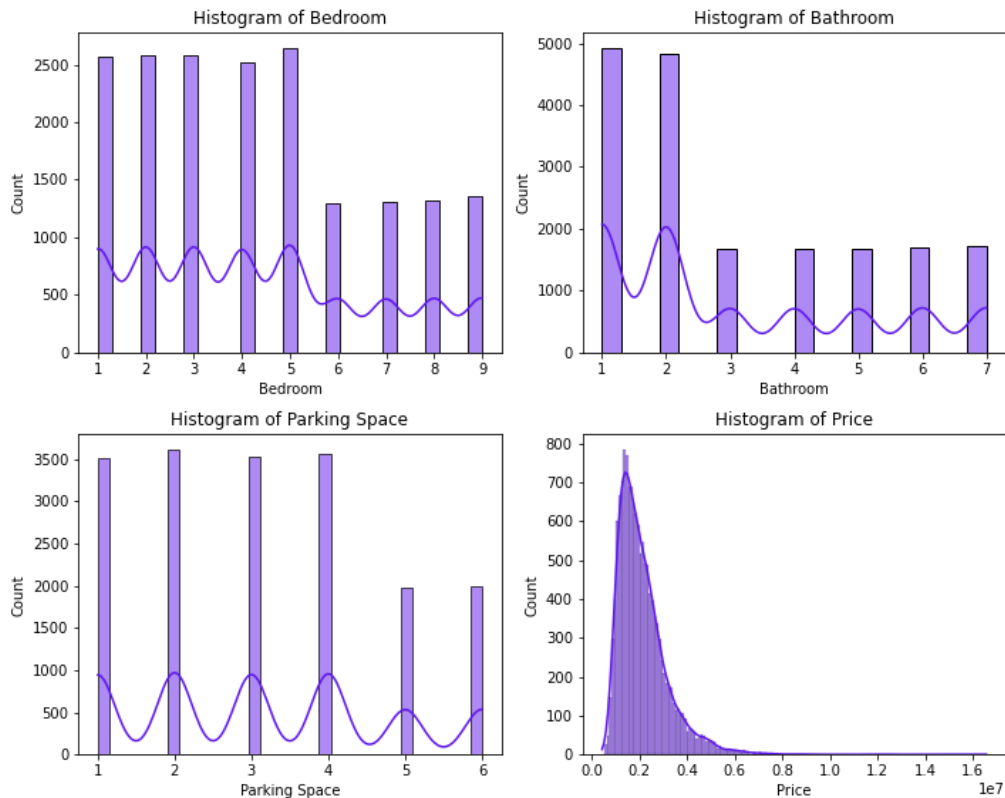 Histogram of Bedroom
Count
2500
2000
1500
1000
500
0
1 2 3 4 5 6 7 8 9
Bedroom
Histogram of Bathroom
Count
5000
4000
3000
2000
1000
0
1 2 3 4 5 6 7
Bathroom
Histogram of Parking Space
Count
3500
3000
2500
2000
1500
1000
500
0
1 2 3 4 5 6
Parking Space
Histogram of Price
Count
800
700
600
500
400
300
200
100
0
0.0 0.2 0.4 0.6 0.8 1.0 1.2 1.4 1.6
Price
1e7